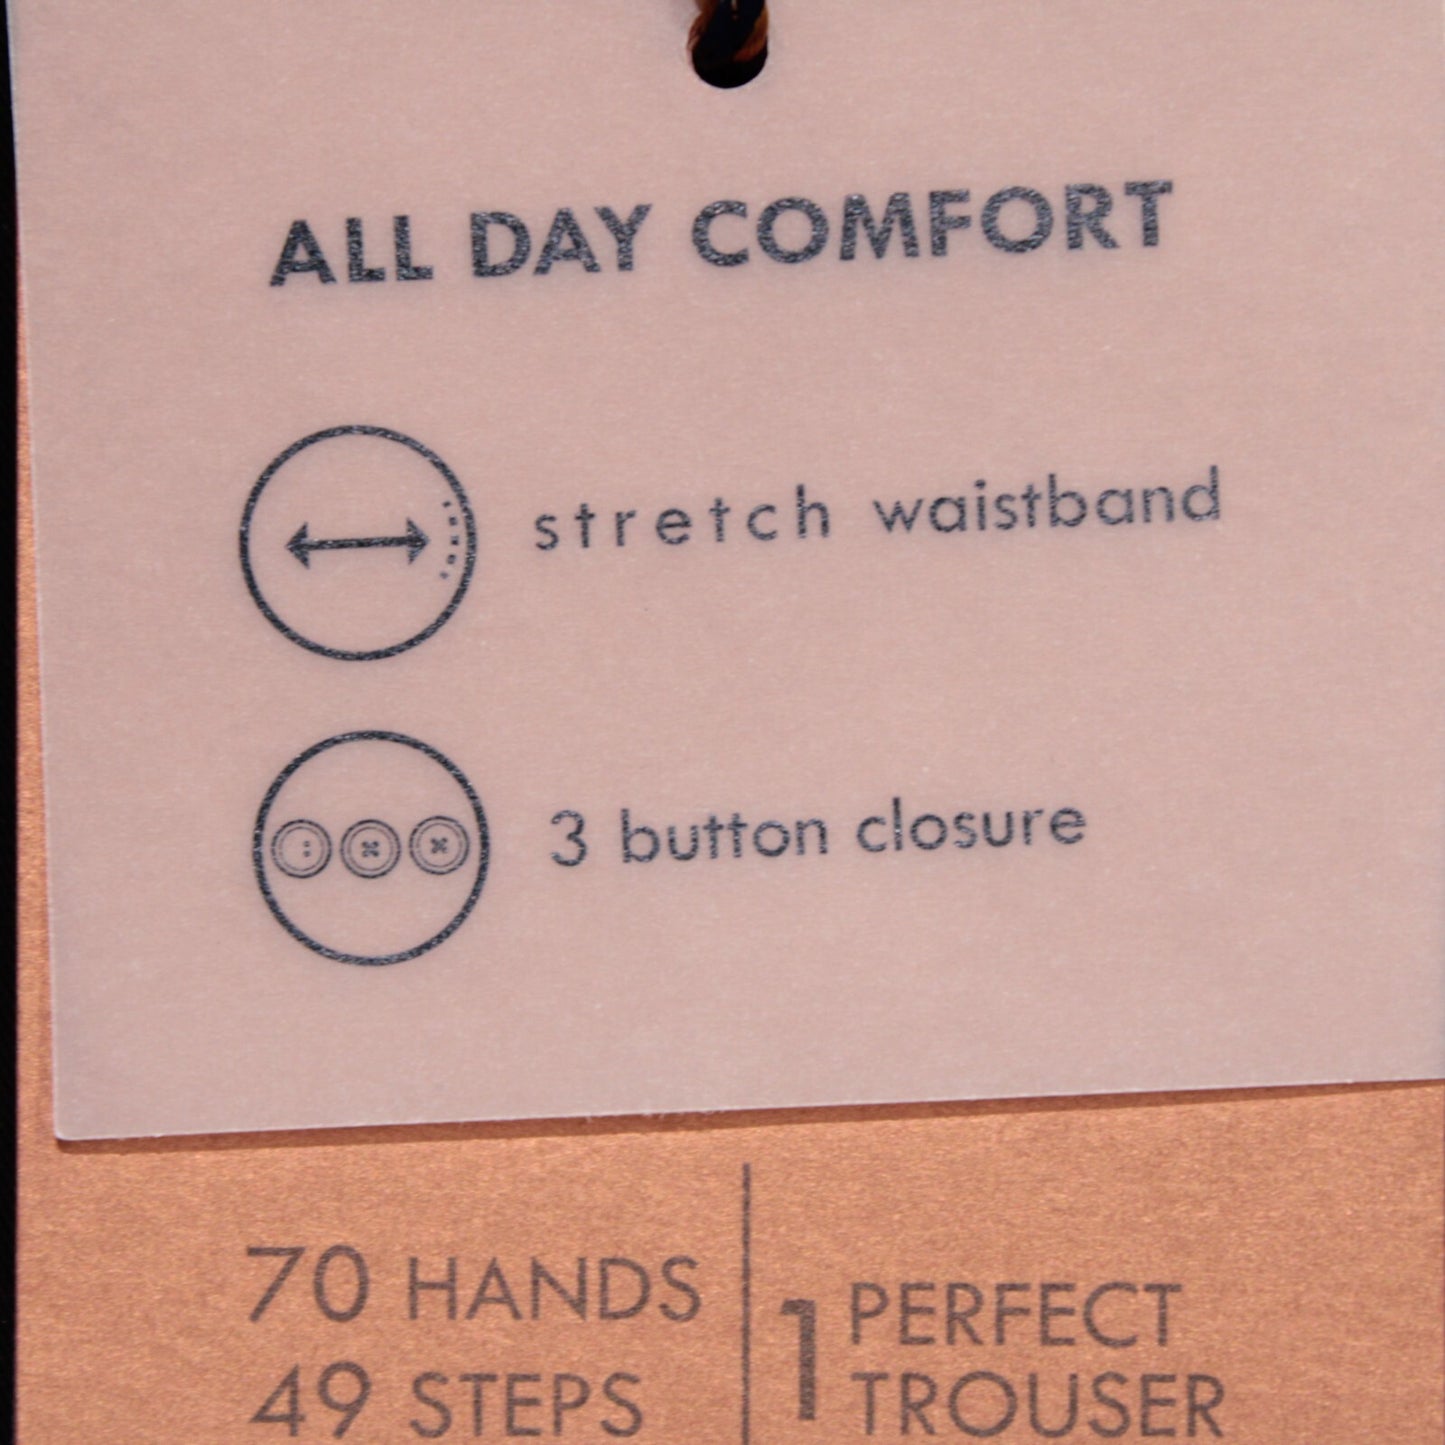 ALL DAY COMFORT
stretch waistband
3 button closure
70 HANDS
49 STEPS
1 PERFECT
TROUSER